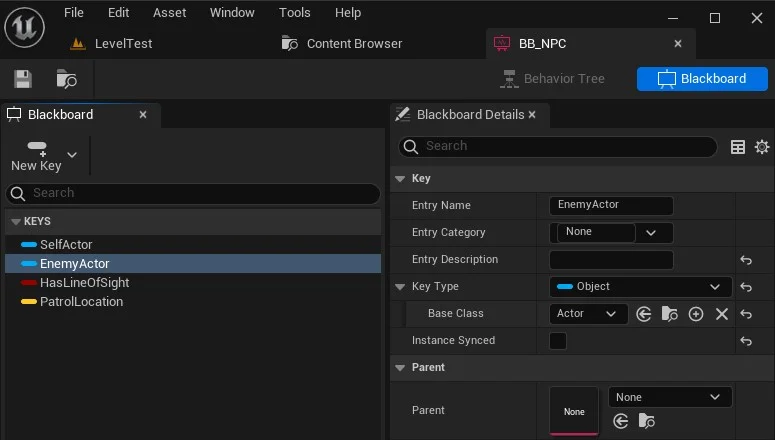 File Edit Asset Window Tools Help
LevelTest Content Browser BB_NPC
Behavior Tree Blackboard
Blackboard Blackboard Details
New Key
Search
Search
KEYS
SelfActor
EnemyActor
HasLineOfSight
PatrolLocation
Key
Entry Name EnemyActor
Entry Category None
Entry Description
Key Type Object
Base Class Actor
Instance Synced
Parent
Parent None None